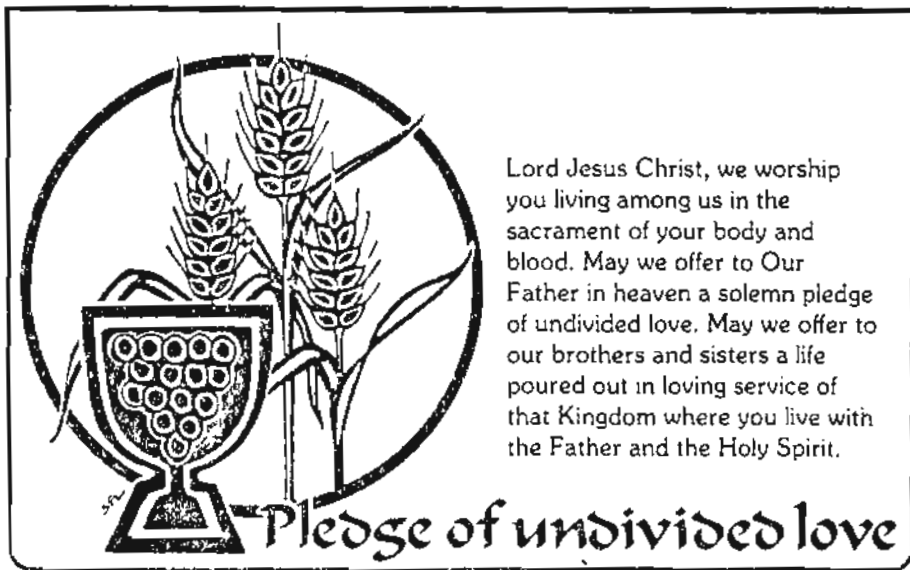 Lord Jesus Christ, we worship
you living among us in the
sacrament of your body and
blood. May we offer to Our
Father in heaven a solemn pledge
of undivided love. May we offer to
our brothers and sisters a life
poured out in loving service of
that Kingdom where you live with
the Father and the Holy Spirit.
Pledge of undivided love